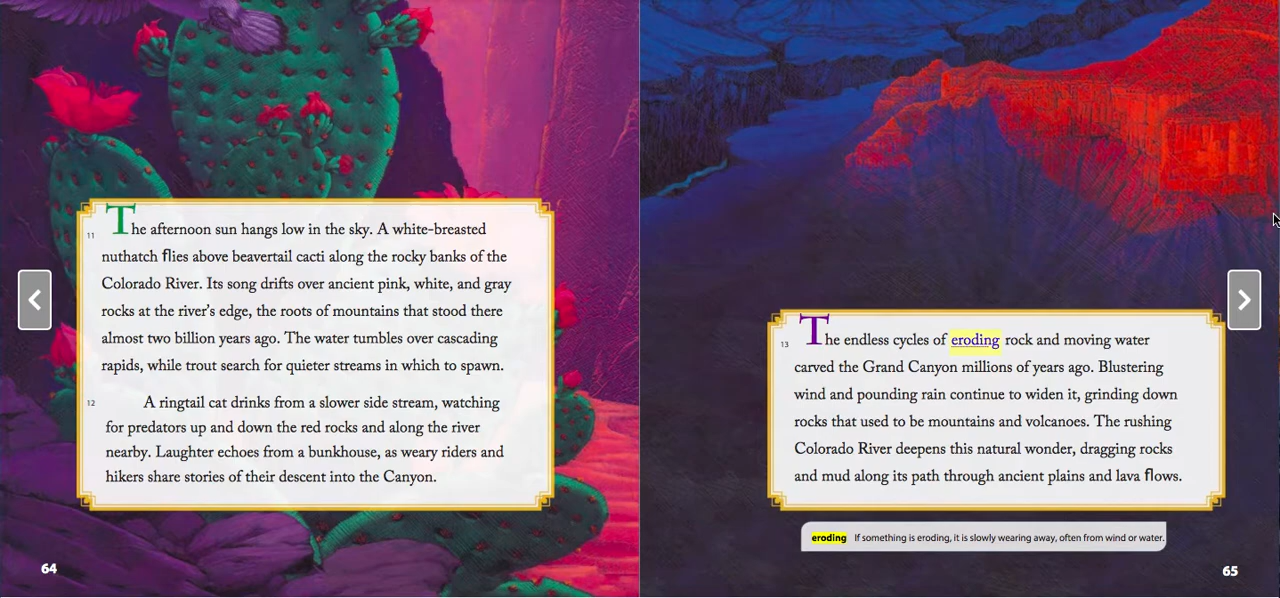 11
The afternoon sun hangs low in the sky. A white-breasted
nuthatch flies above beavertail cacti along the rocky banks of the
Colorado River. Its song drifts over ancient pink, white, and gray
rocks at the river's edge, the roots of mountains that stood there
almost two billion years ago. The water tumbles over cascading
rapids, while trout search for quieter streams in which to spawn.
12
A ringtail cat drinks from a slower side stream, watching
for predators up and down the red rocks and along the river
nearby. Laughter echoes from a bunkhouse, as weary riders and
hikers share stories of their descent into the Canyon.
64
13
The endless cycles of eroding rock and moving water
carved the Grand Canyon millions of years ago. Blustering
wind and pounding rain continue to widen it, grinding down
rocks that used to be mountains and volcanoes. The rushing
Colorado River deepens this natural wonder, dragging rocks
and mud along its path through ancient plains and lava flows.
eroding If something is eroding, it is slowly wearing away, often from wind or water.
65